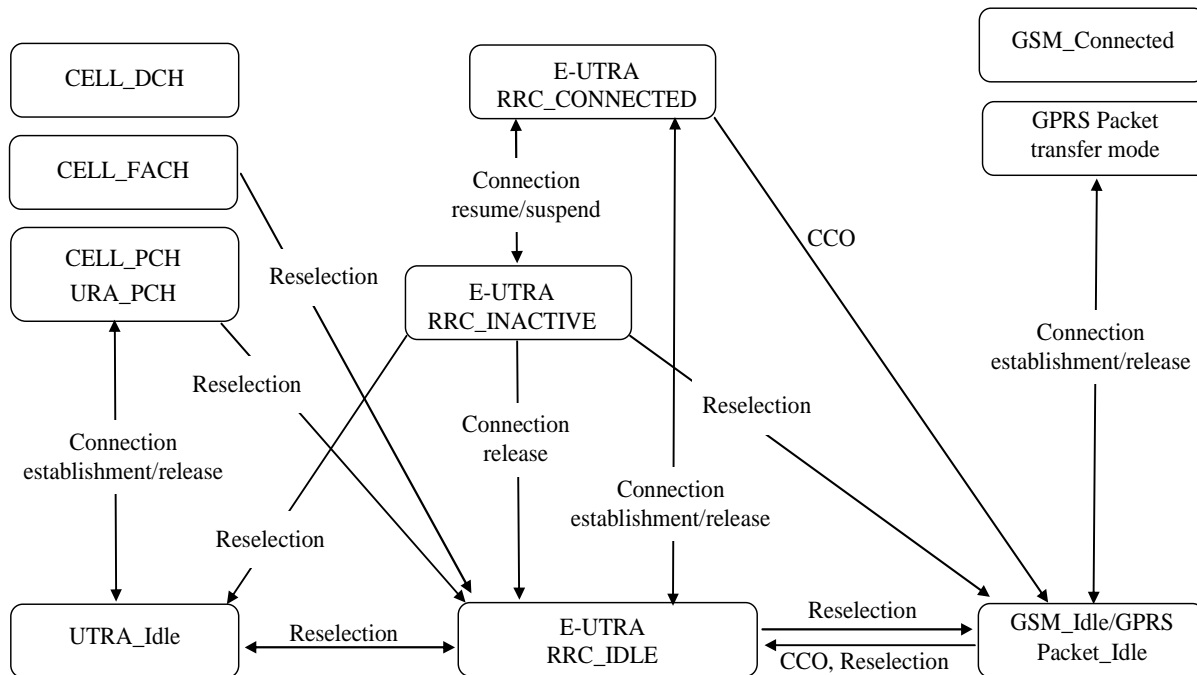 GSM_Connected
CELL_DCH
E-UTRA
RRC_CONNECTED
GPRS Packet
transfer mode
CELL_FACH
Connection
resume/suspend
CCO
CELL_PCH
URA_PCH
Reselection
E-UTRA
RRC_INACTIVE
Connection
establishment/release
Reselection
Reselection
Connection
establishment/release
Connection
release
Connection
establishment/release
Reselection
UTRA_Idle
Reselection
E-UTRA
RRC_IDLE
Reselection
CCO, Reselection
GSM_Idle/GPRS
Packet_Idle